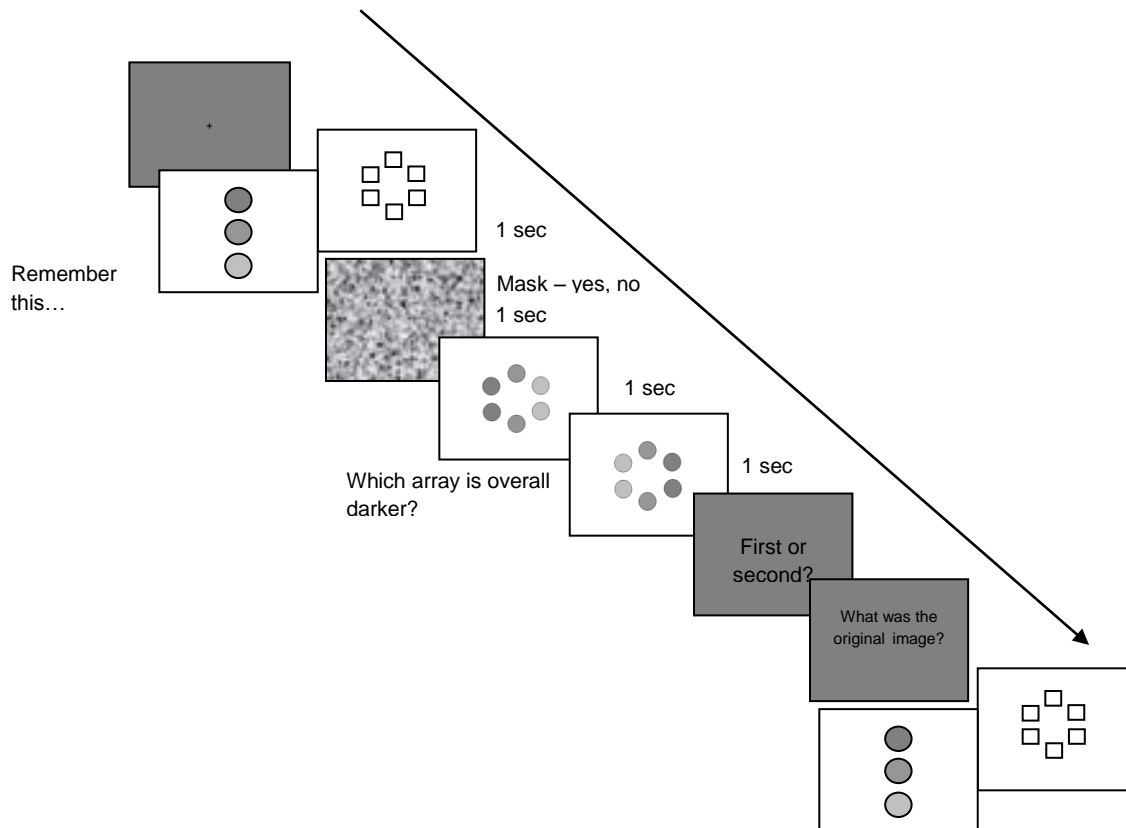 1 sec
Remember
this…
Mask – yes, no
1 sec
1 sec
Which array is overall
darker?
1 sec
First or
second?
What was the
original image?